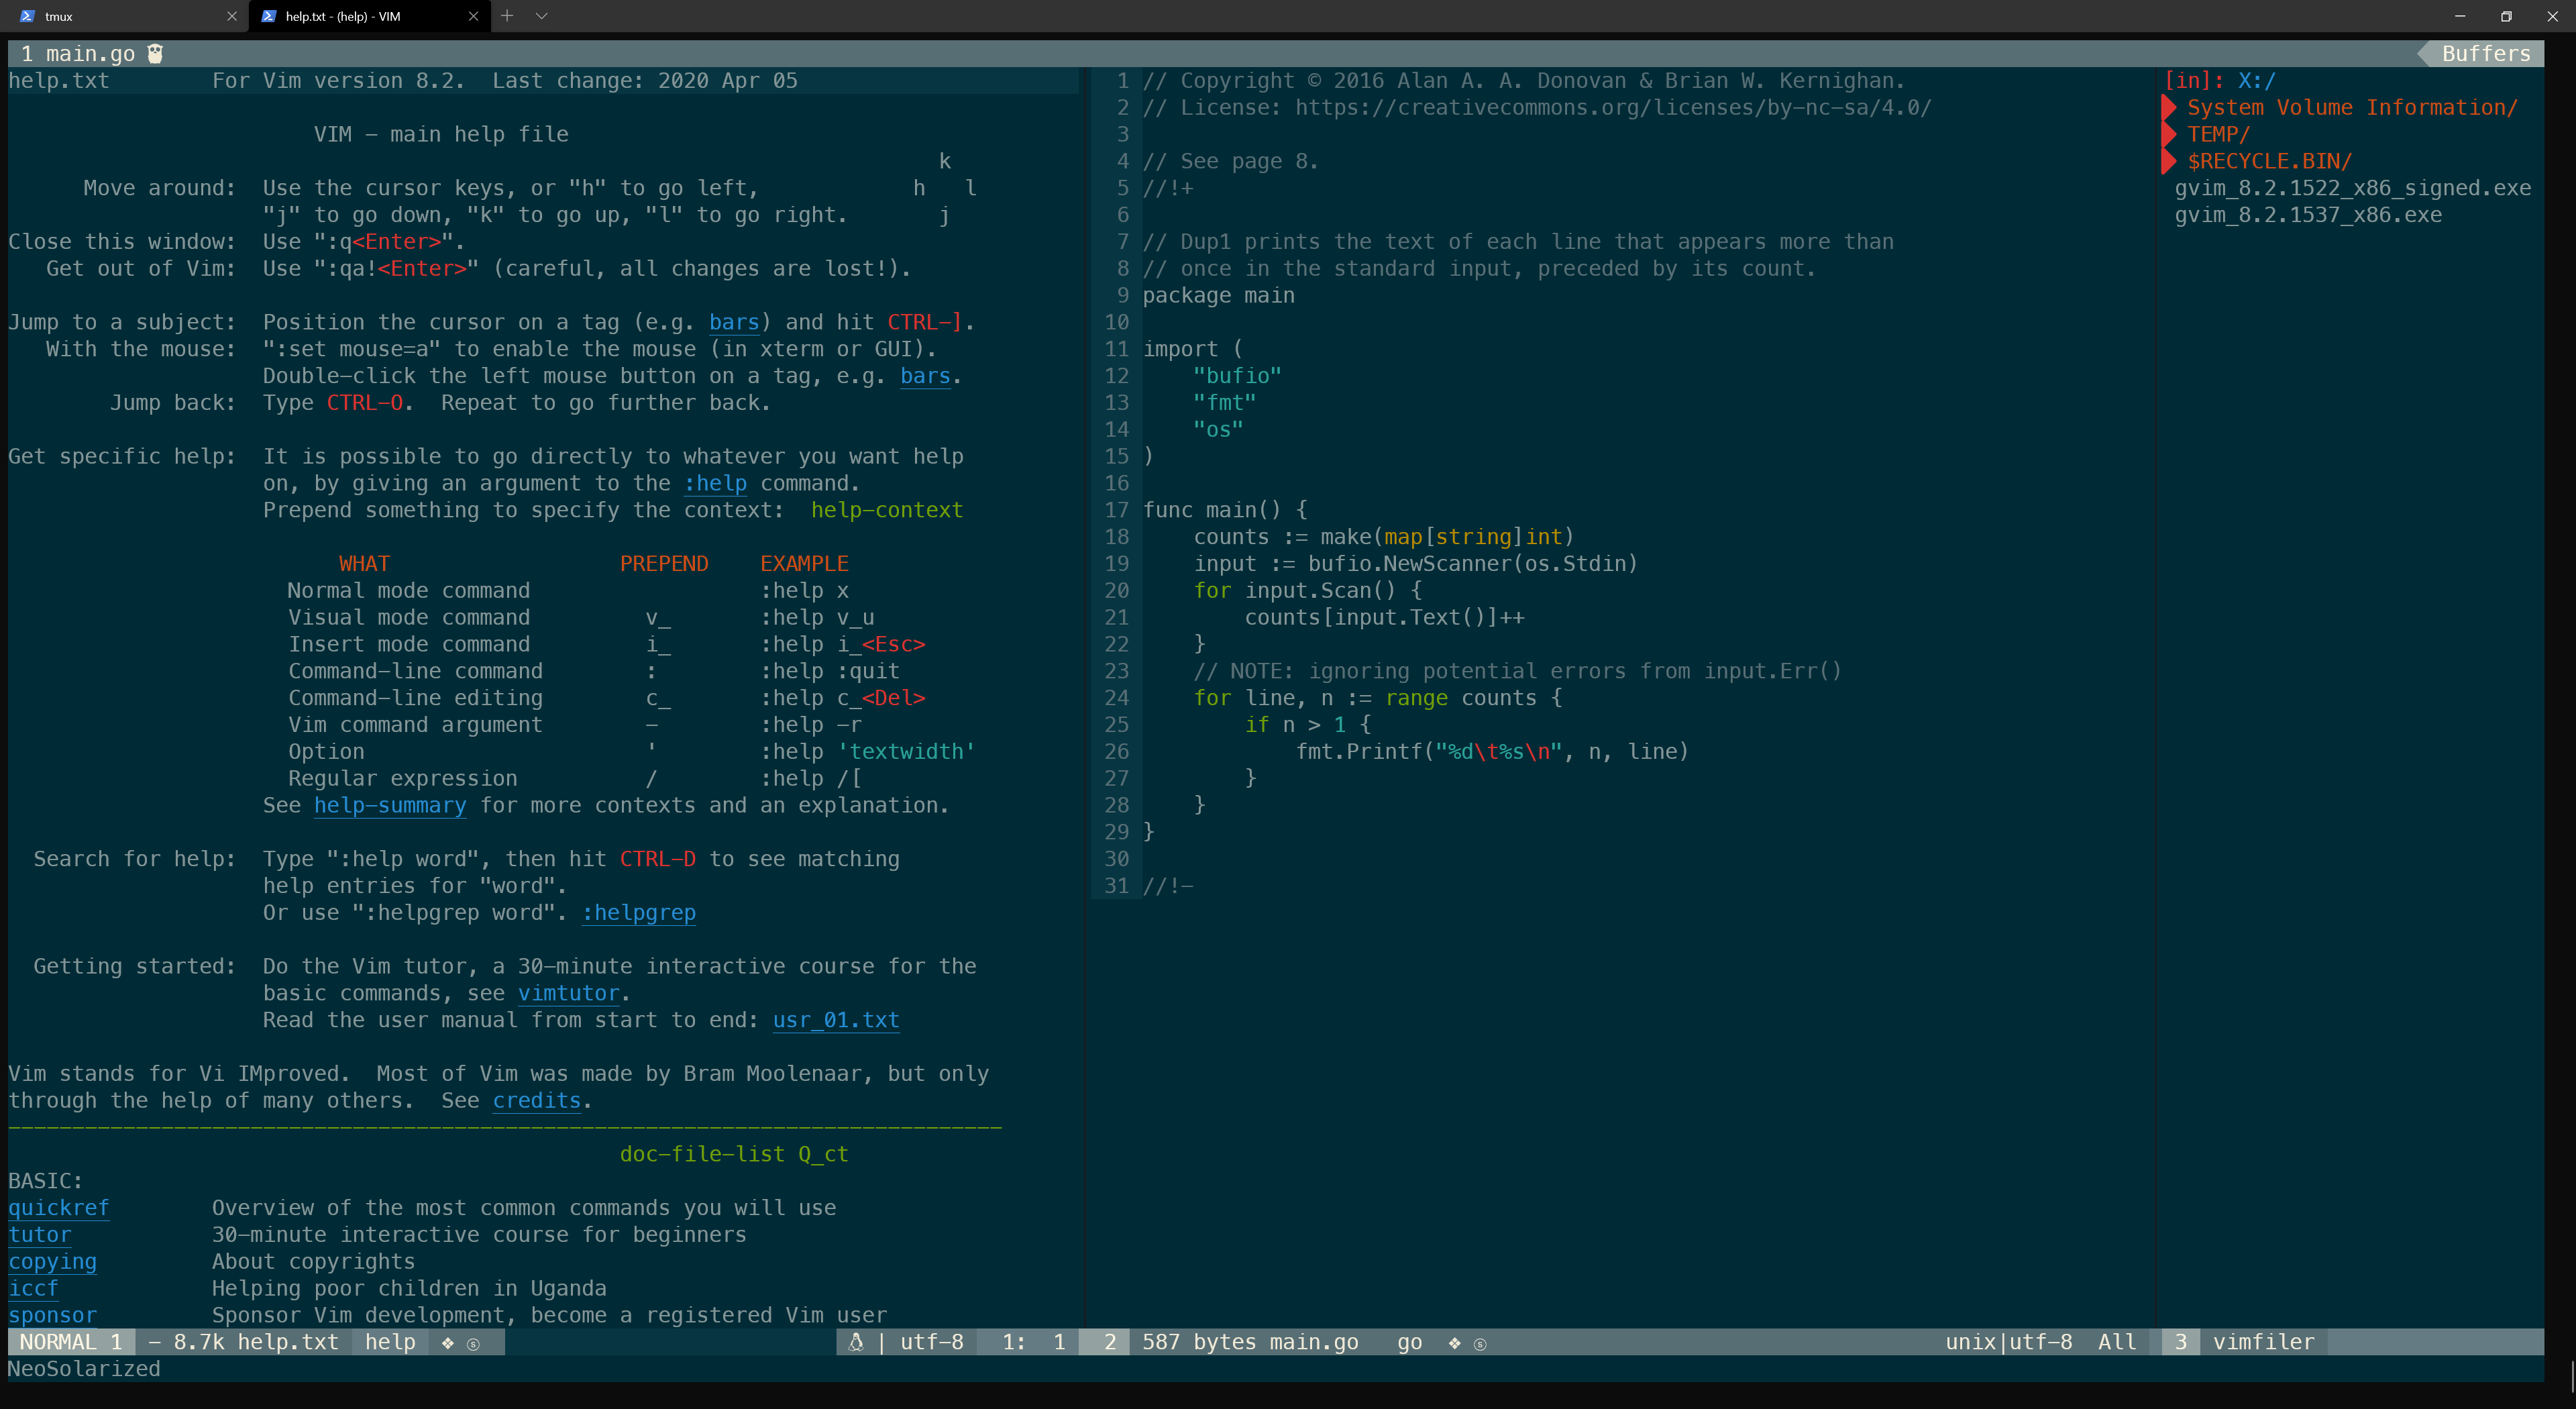 tmux
help.txt - (help) - VIM
1 main.go
Buffers
help.txt        For Vim version 8.2.  Last change: 2020 Apr 05
VIM - main help file
k
Move around:  Use the cursor keys, or "h" to go left,            h   l
"j" to go down, "k" to go up, "l" to go right.       j
Close this window:  Use ":q<Enter>".
Get out of Vim:  Use ":qa!<Enter>" (careful, all changes are lost!).
Jump to a subject:  Position the cursor on a tag (e.g. bars) and hit CTRL-].
With the mouse:  ":set mouse=a" to enable the mouse (in xterm or GUI).
Double-click the left mouse button on a tag, e.g. bars.
Jump back:  Type CTRL-O.  Repeat to go further back.
Get specific help:  It is possible to go directly to whatever you want help
on, by giving an argument to the :help command.
Prepend something to specify the context:  help-context
WHAT                  PREPEND    EXAMPLE
Normal mode command                  :help x
Visual mode command         v_       :help v_u
Insert mode command         i_       :help i_<Esc>
Command-line command        :        :help :quit
Command-line editing        c_       :help c_<Del>
Vim command argument        -        :help -r
Option                      '        :help 'textwidth'
Regular expression          /        :help /[
See help-summary for more contexts and an explanation.
Search for help:  Type ":help word", then hit CTRL-D to see matching
help entries for "word".
Or use ":helpgrep word". :helpgrep
Getting started:  Do the Vim tutor, a 30-minute interactive course for the
basic commands, see vimtutor.
Read the user manual from start to end: usr_01.txt
Vim stands for Vi IMproved.  Most of Vim was made by Bram Moolenaar, but only
through the help of many others.  See credits.
------------------------------------------------------------------------------
doc-file-list Q_ct
BASIC:
quickref        Overview of the most common commands you will use
tutor           30-minute interactive course for beginners
copying         About copyrights
iccf            Helping poor children in Uganda
sponsor         Sponsor Vim development, become a registered Vim user
1 // Copyright © 2016 Alan A. A. Donovan & Brian W. Kernighan.
2 // License: https://creativecommons.org/licenses/by-nc-sa/4.0/
3
4 // See page 8.
5 //!+
6
7 // Dup1 prints the text of each line that appears more than
8 // once in the standard input, preceded by its count.
9 package main
10
11 import (
12     "bufio"
13     "fmt"
14     "os"
15 )
16
17 func main() {
18     counts := make(map[string]int)
19     input := bufio.NewScanner(os.Stdin)
20     for input.Scan() {
21         counts[input.Text()]++
22     }
23     // NOTE: ignoring potential errors from input.Err()
24     for line, n := range counts {
25         if n > 1 {
26             fmt.Printf("%d\t%s\n", n, line)
27         }
28     }
29 }
30
31 //!-
[in]: X:/
System Volume Information/
TEMP/
$RECYCLE.BIN/
gvim_8.2.1522_x86_signed.exe
gvim_8.2.1537_x86.exe
NORMAL 1  - 8.7k help.txt  help  ❖ ⓢ  | utf-8  1:  1
2  587 bytes main.go   go  ❖ ⓢ  unix|utf-8  All
3  vimfiler
NeoSolarized